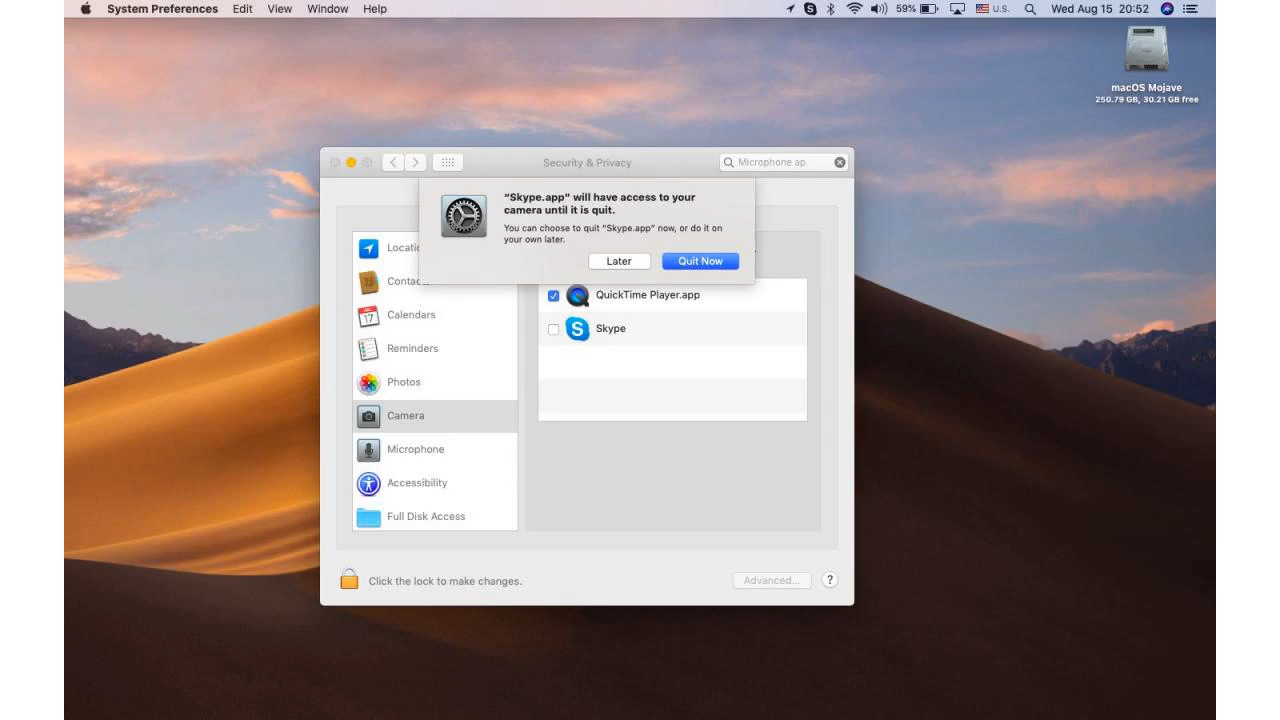 System Preferences Edit View Window Help
59% U.S. Wed Aug 15 20:52
macOS Mojave
250.79 GB, 30.21 GB free
Security & Privacy
Microphone ap
“Skype.app” will have access to your
camera until it is quit.
You can choose to quit “Skype.app” now, or do it on
your own later.
Later Quit Now
Locatio
Contac
Calendars
Reminders
Photos
Camera
Microphone
Accessibility
Full Disk Access
QuickTime Player.app
Skype
Click the lock to make changes.
Advanced... ?